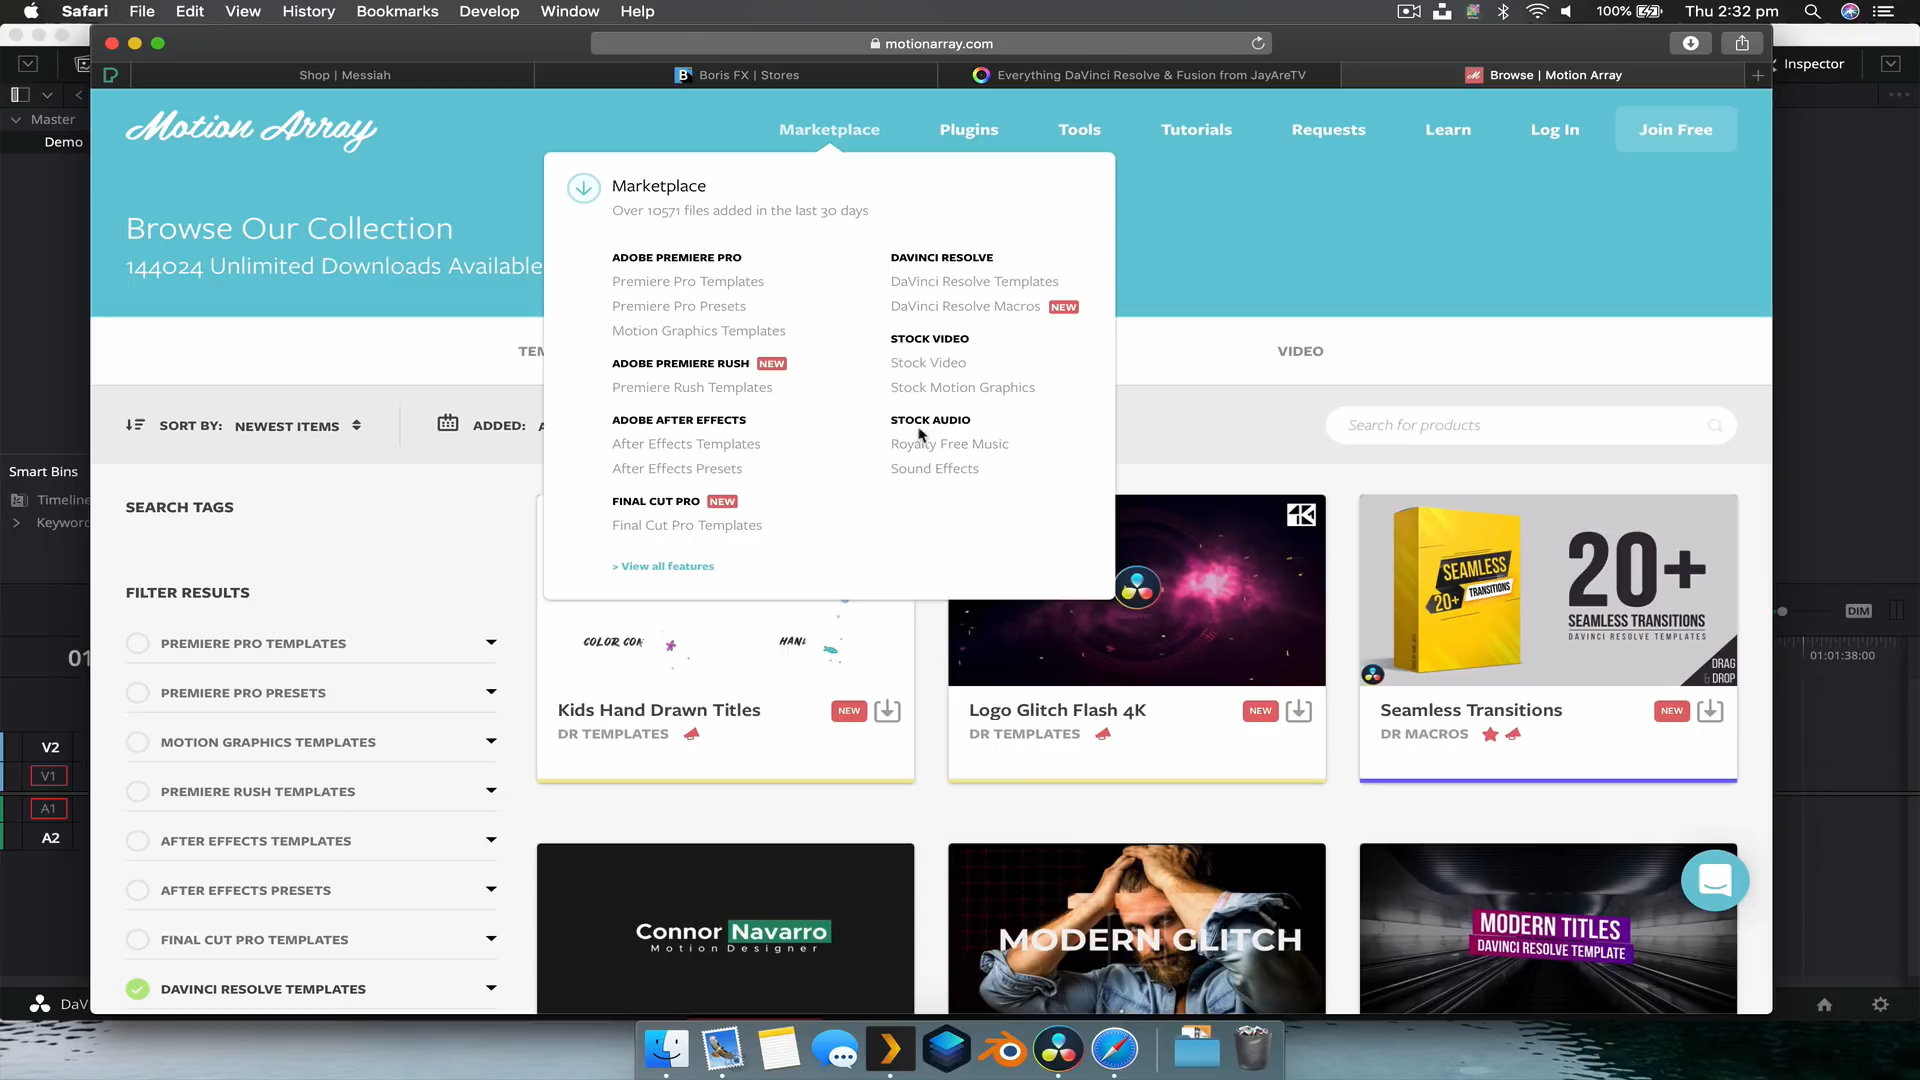 Safari File Edit View History Bookmarks Develop Window Help
100% Thu 2:32 pm
motionarray.com
Shop | Messiah
Boris FX | Stores
Everything DaVinci Resolve & Fusion from JayAreTV
Browse | Motion Array
Inspector
Master
Demo
Motion Array
Marketplace
Plugins
Tools
Tutorials
Requests
Learn
Log In
Join Free
Browse Our Collection
144024 Unlimited Downloads Available
Marketplace
Over 10571 files added in the last 30 days
ADOBE PREMIERE PRO
Premiere Pro Templates
Premiere Pro Presets
Motion Graphics Templates
ADOBE PREMIERE RUSH NEW
Premiere Rush Templates
ADOBE AFTER EFFECTS
After Effects Templates
After Effects Presets
FINAL CUT PRO NEW
Final Cut Pro Templates
> View all features
DAVINCI RESOLVE
DaVinci Resolve Templates
DaVinci Resolve Macros NEW
STOCK VIDEO
Stock Video
Stock Motion Graphics
STOCK AUDIO
Royalty Free Music
Sound Effects
VIDEO
SORT BY: NEWEST ITEMS
ADDED:
Search for products
Smart Bins
Timeline
Keyword
SEARCH TAGS
FILTER RESULTS
PREMIERE PRO TEMPLATES
PREMIERE PRO PRESETS
MOTION GRAPHICS TEMPLATES
PREMIERE RUSH TEMPLATES
AFTER EFFECTS TEMPLATES
AFTER EFFECTS PRESETS
FINAL CUT PRO TEMPLATES
DAVINCI RESOLVE TEMPLATES
COLOR
Kids Hand Drawn Titles
NEW
DR TEMPLATES
4K
Logo Glitch Flash 4K
NEW
DR TEMPLATES
SEAMLESS
20+ TRANSITIONS
20+
SEAMLESS TRANSITIONS
DAVINCI RESOLVE TEMPLATES
DRAG
& DROP
Seamless Transitions
NEW
DR MACROS
Connor Navarro
Motion Designer
MODERN GLITCH
MODERN TITLES
DAVINCI RESOLVE TEMPLATE
DIM
01
01:01:38:00
V2
V1
A1
A2